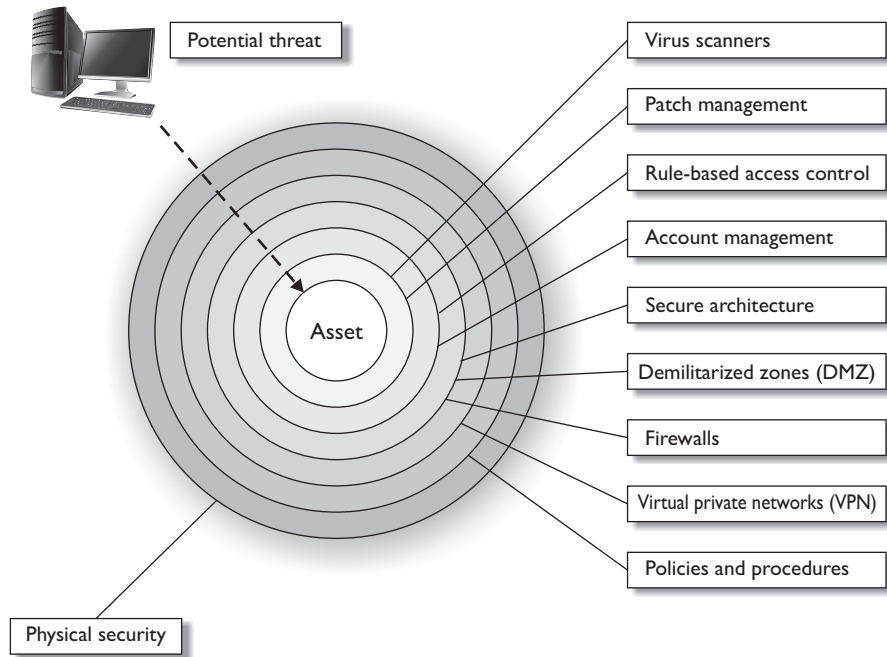 Potential threat
Virus scanners
Patch management
Rule-based access control
Account management
Secure architecture
Demilitarized zones (DMZ)
Firewalls
Virtual private networks (VPN)
Policies and procedures
Asset
Physical security